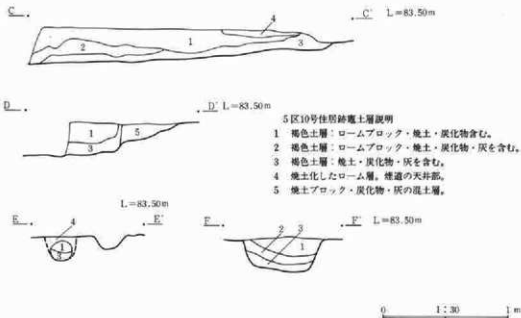 C C' L=83.50m
4
2 1 3
D D' L=83.50m
1 5
3
5区10号住居跡竈土層説明
1 褐色土層:ロームブロック・焼土・炭化物含む。
2 褐色土層:ロームブロック・焼土・炭化物・灰を含む。
3 褐色土層:焼土・炭化物・灰を含む。
4 焼土化したローム層。煙道の天井部。
5 焼土ブロック・炭化物・灰の混土層。
L=83.50m
E E' F F' L=83.50m
4 2 3
1 1
3
0 1:30 1m